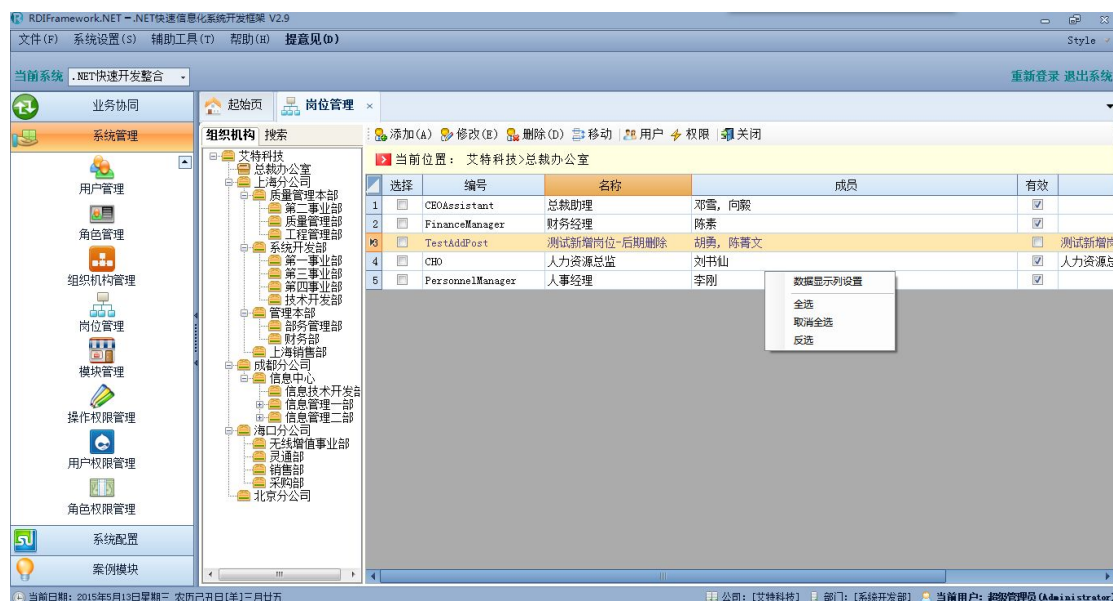 RDIFramework.NET ━ .NET快速信息化系统开发框架 V2.9
文件(F) 系统设置(S) 辅助工具(T) 帮助(H) 提意见(D)
Style
当前系统 .NET快速开发整合
重新登录 退出系统
业务协同
系统管理
用户管理
角色管理
组织机构管理
岗位管理
模块管理
操作权限管理
用户权限管理
角色权限管理
系统配置
案例模块
起始页 岗位管理 ×
组织机构 搜索
艾特科技
总裁办公室
上海分公司
质量管理本部
第二事业部
质量管理部
工程管理部
系统开发部
第一事业部
第三事业部
第四事业部
技术开发部
管理本部
部务管理部
财务部
上海销售部
成都分公司
信息中心
信息技术开发部
信息管理一部
信息管理二部
海口分公司
无线增值事业部
灵通部
销售部
采购部
北京分公司
添加(A) 修改(E) 删除(D) 移动 用户 权限 关闭
当前位置： 艾特科技>总裁办公室
选择 编号 名称 成员 有效
1 CEOAssistant 总裁助理 邓雪, 向毅
2 FinanceManager 财务经理 陈素
3 TestAddPost 测试新增岗位-后期删除 胡勇, 陈菁文 测试新增岗
4 CHO 人力资源总监 刘书仙 人力资源总
5 PersonnelManager 人事经理 李刚
数据显示列设置
全选
取消全选
反选
当前日期: 2015年5月13日星期三 农历己丑日[羊]三月廿五
公司: [艾特科技] 部门: [系统开发部] 当前用户: 超级管理员(Administrator)